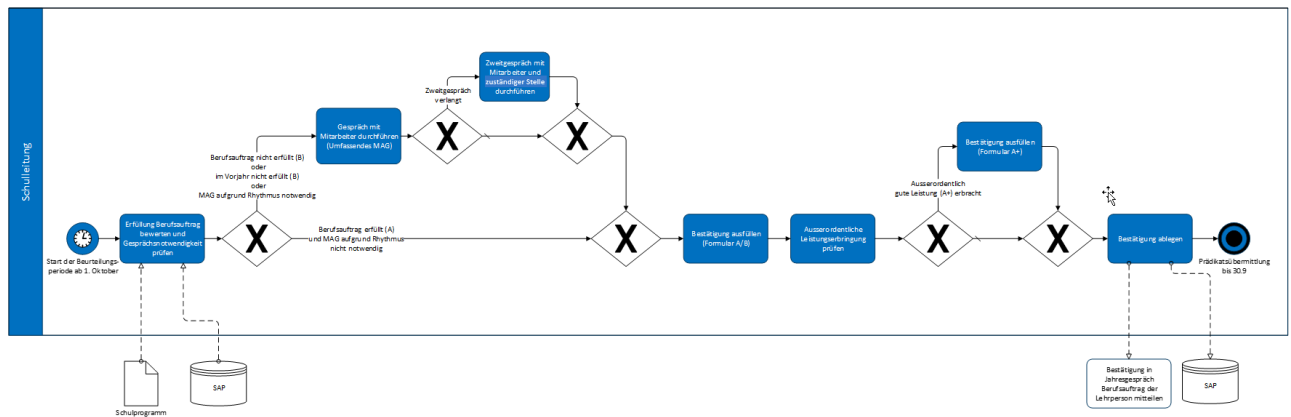 Schulleitung
Start der Beurteilungs-
periode ab 1. Oktober
Erfüllung Berufsauftrag
bewerten und
Gesprächsnotwendigkeit
prüfen
Schulprogramm
SAP
X
Berufsauftrag nicht erfüllt (B)
oder
im Vorjahr nicht erfüllt (B)
oder
MAG aufgrund Rhythmus notwendig
Berufsauftrag erfüllt (A)
und MAG aufgrund Rhythmus
nicht notwendig
Gespräch mit
Mitarbeiter durchführen
(Umfassendes MAG)
X
Zweitgespräch
verlangt
Zweitgespräch mit
Mitarbeiter und
zuständiger Stelle
durchführen
X
X
Bestätigung ausfüllen
(Formular A/B)
Ausserordentliche
Leistungserbringung
prüfen
X
Ausserordentlich
gute Leistung (A+) erbracht
Bestätigung ausfüllen
(Formular A+)
X
Bestätigung ablegen
Prädikatsübermittlung
bis 30.9
Bestätigung in
Jahresgespräch
Berufsauftrag der
Lehrperson mitteilen
SAP